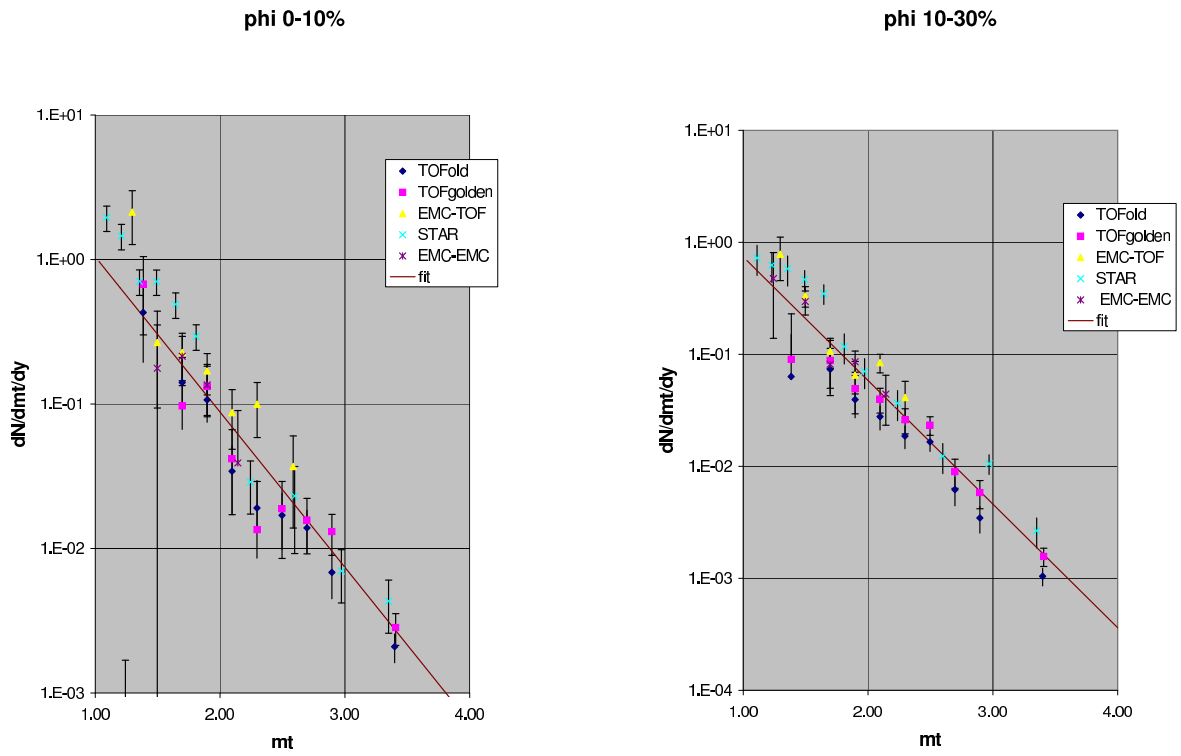 phi 0-10%
1.E+01
1.E+00
1.E-01
1.E-02
1.E-03
dN/dmt/dy
1.00 2.00 3.00 4.00
mt
TOFold
TOFgolden
EMC-TOF
STAR
EMC-EMC
fit
phi 10-30%
1.E+01
1.E+00
1.E-01
1.E-02
1.E-03
1.E-04
dN/dmt/dy
1.00 2.00 3.00 4.00
mt
TOFold
TOFgolden
EMC-TOF
STAR
EMC-EMC
fit